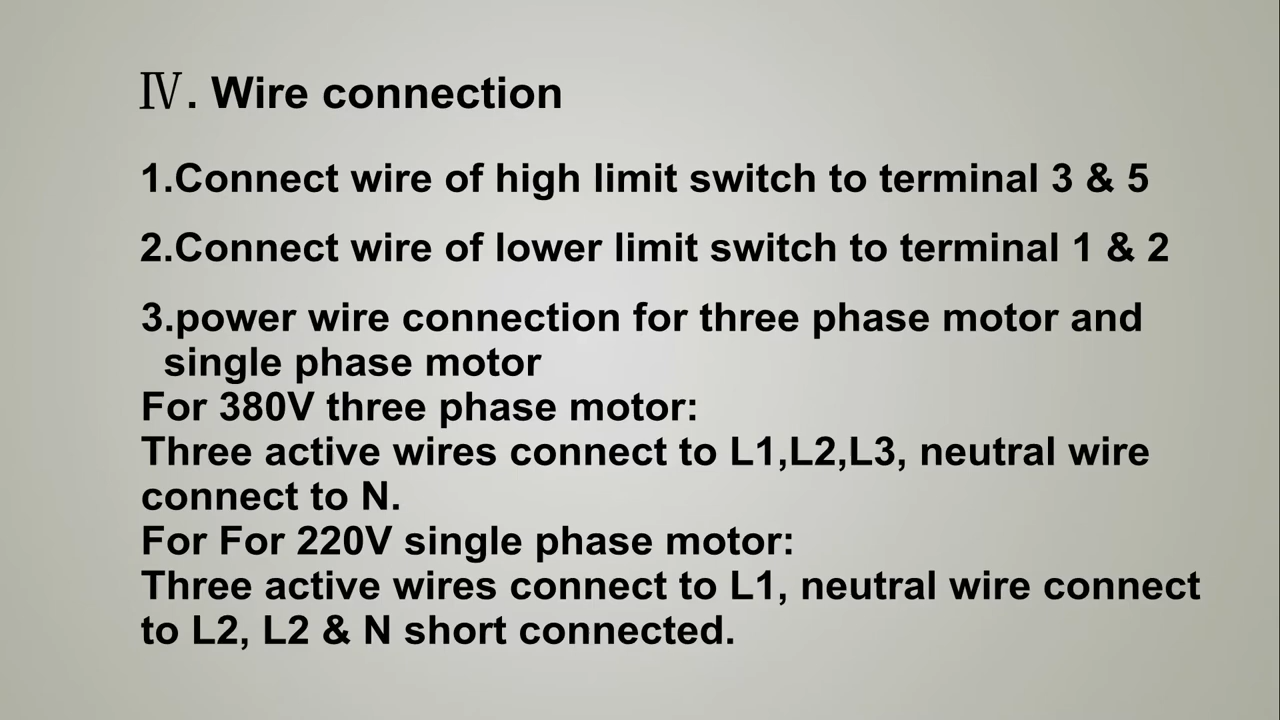 Ⅳ. Wire connection
1.Connect wire of high limit switch to terminal 3 & 5
2.Connect wire of lower limit switch to terminal 1 & 2
3.power wire connection for three phase motor and
single phase motor
For 380V three phase motor:
Three active wires connect to L1,L2,L3, neutral wire
connect to N.
For For 220V single phase motor:
Three active wires connect to L1, neutral wire connect
to L2, L2 & N short connected.